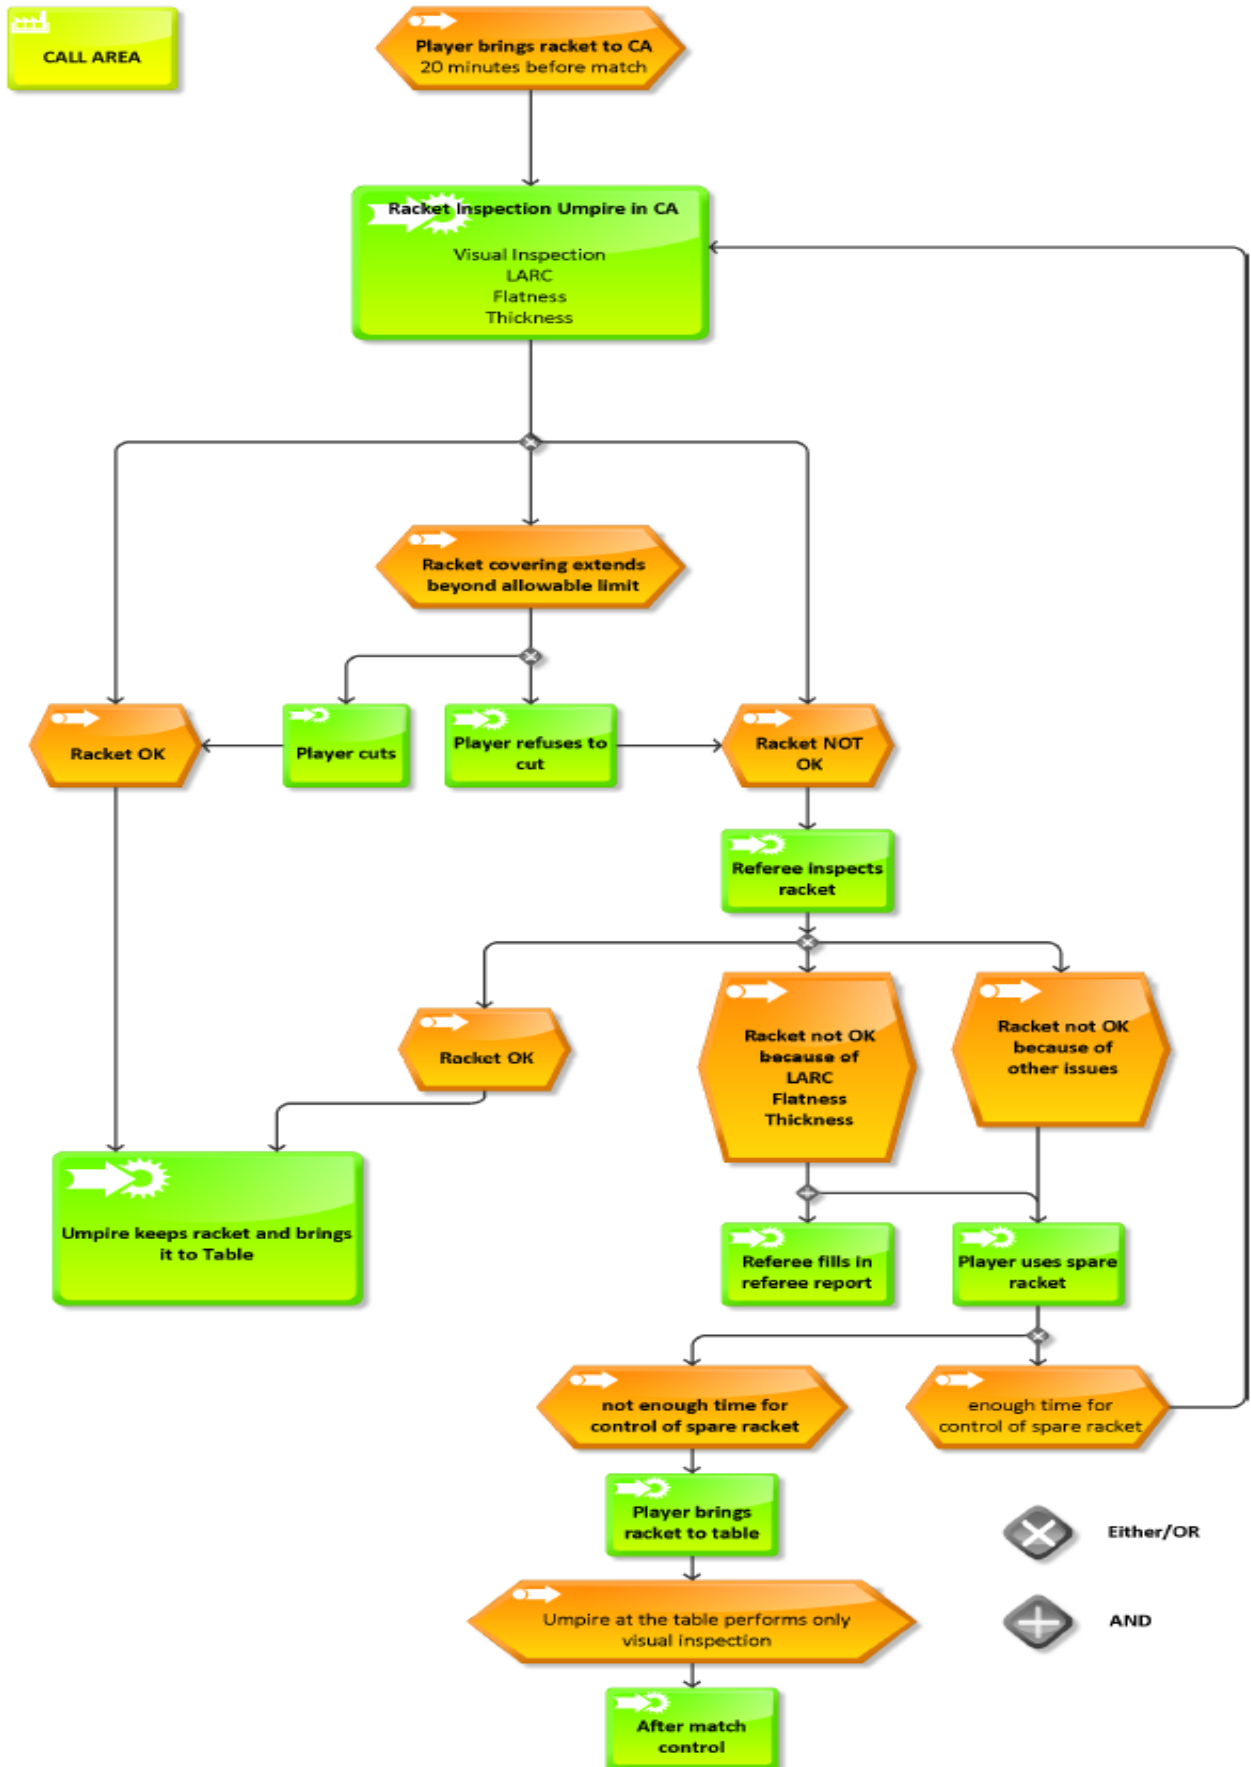 CALL AREA
Player brings racket to CA
20 minutes before match
Racket Inspection Umpire in CA
Visual Inspection
LARC
Flatness
Thickness
Racket covering extends
beyond allowable limit
Racket OK
Player cuts
Player refuses to
cut
Racket NOT
OK
Referee inspects
racket
Racket OK
Racket not OK
because of
LARC
Flatness
Thickness
Racket not OK
because of
other issues
Umpire keeps racket and brings
it to Table
Referee fills in
referee report
Player uses spare
racket
not enough time for
control of spare racket
enough time for
control of spare racket
Player brings
racket to table
Either/OR
Umpire at the table performs only
visual inspection
AND
After match
control